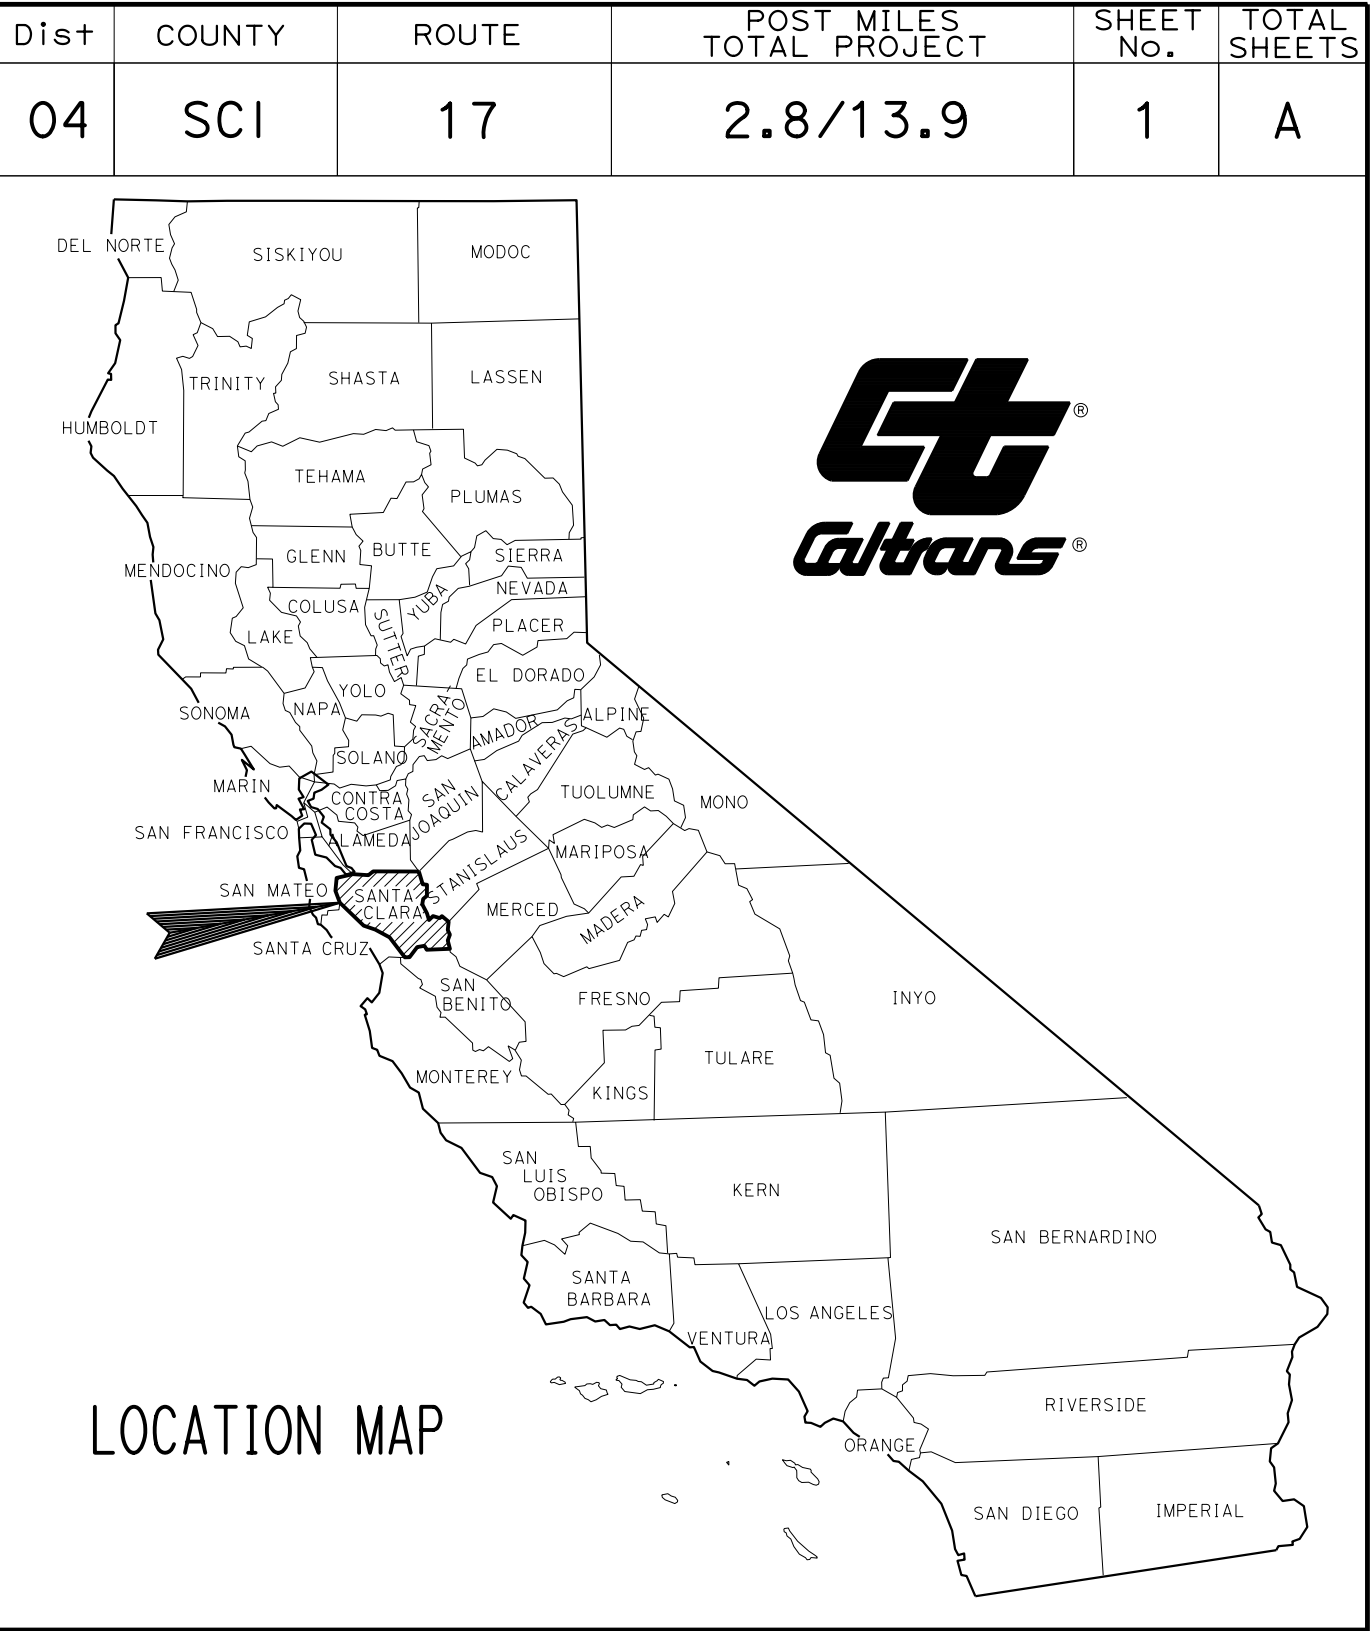 Dist COUNTY ROUTE POST MILES TOTAL PROJECT SHEET No. TOTAL SHEETS
04 SCl 17 2.8/13.9 1 A
DEL NORTE
SISKIYOU
MODOC
TRINITY
SHASTA
LASSEN
HUMBOLDT
®
TEHAMA
PLUMAS
Caltrans ®
MENDOCINO
GLENN
BUTTE
SIERRA
NEVADA
COLUSA
YUBA
SUTTER
PLACER
LAKE
EL DORADO
YOLO
NAPA
SONOMA
SACRA-
MENTO
AMADOR
ALPINE
SOLANO
CALAVERAS
MARIN
CONTRA
COSTA
SAN
JOAQUIN
TUOLUMNE
MONO
SAN FRANCISCO
ALAMEDA
STANISLAUS
MARIPOSA
SAN MATEO
SANTA
CLARA
MERCED
MADERA
SANTA CRUZ
SAN
BENITO
FRESNO
INYO
TULARE
MONTEREY
KINGS
SAN
LUIS
OBISPO
KERN
SAN BERNARDINO
SANTA
BARBARA
LOS ANGELES
VENTURA
RIVERSIDE
LOCATION MAP
ORANGE
SAN DIEGO
IMPERIAL